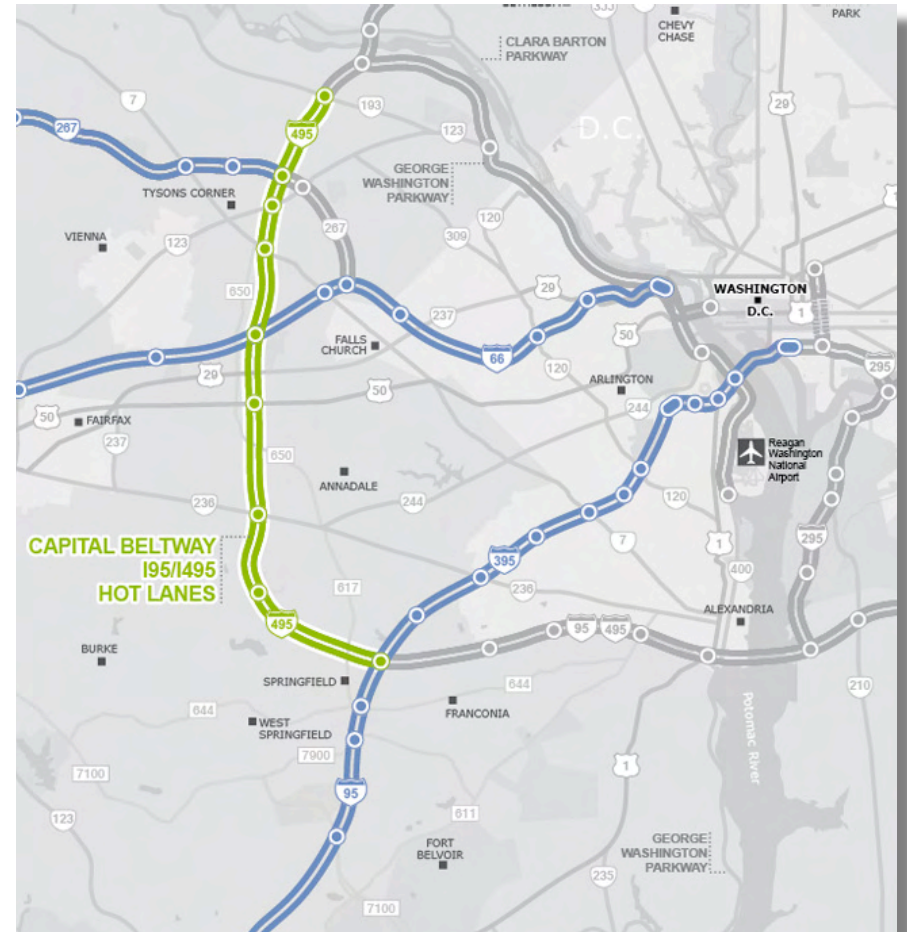 355
CHEVY
CHASE
PARK
CLARA BARTON
PARKWAY
7
193
29
267
495
123
D.C.
GEORGE
WASHINGTON
PARKWAY
TYSONS CORNER
1
120
267
309
VIENNA
123
650
29
WASHINGTON
D.C.
1
237
FALLS
CHURCH
50
66
295
29
120
ARLINGTON
50
50
244
FAIRFAX
237
650
Reagan
Washington
National
Airport
ANNADALE
236
244
120
7
1
295
CAPITAL BELTWAY
I95/I495
HOT LANES
395
400
617
236
ALEXANDRIA
495
95
495
BURKE
SPRINGFIELD
644
210
FRANCONIA
644
WEST
SPRINGFIELD
Potomac River
7900
1
7100
95
123
611
FORT
BELVOIR
GEORGE
WASHINGTON
PARKWAY
235
7100